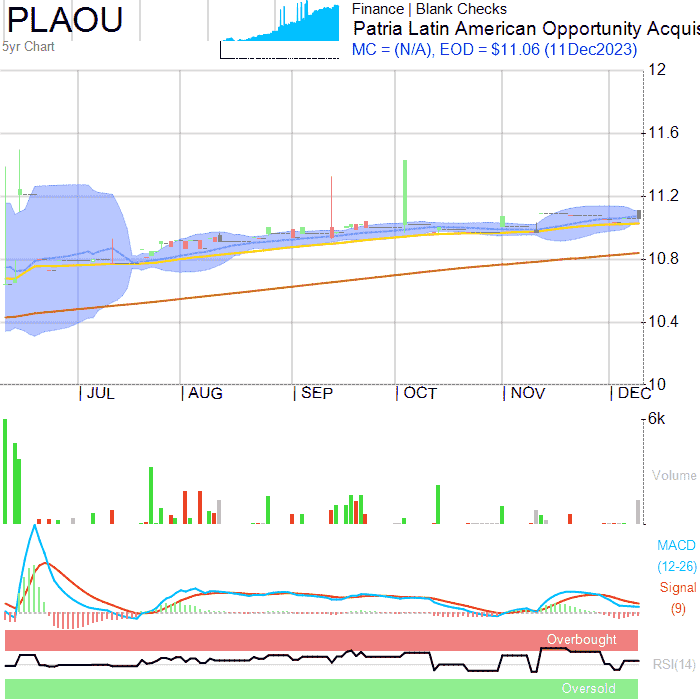 PLAOU
Finance | Blank Checks
Patria Latin American Opportunity Acquis
5yr Chart
MC = (N/A), EOD = $11.06 (11Dec2023)
12
11.6
11.2
10.8
10.4
10
JUL AUG SEP OCT NOV DEC
6k
Volume
MACD
(12-26)
Signal
(9)
Overbought
RSI(14)
Oversold